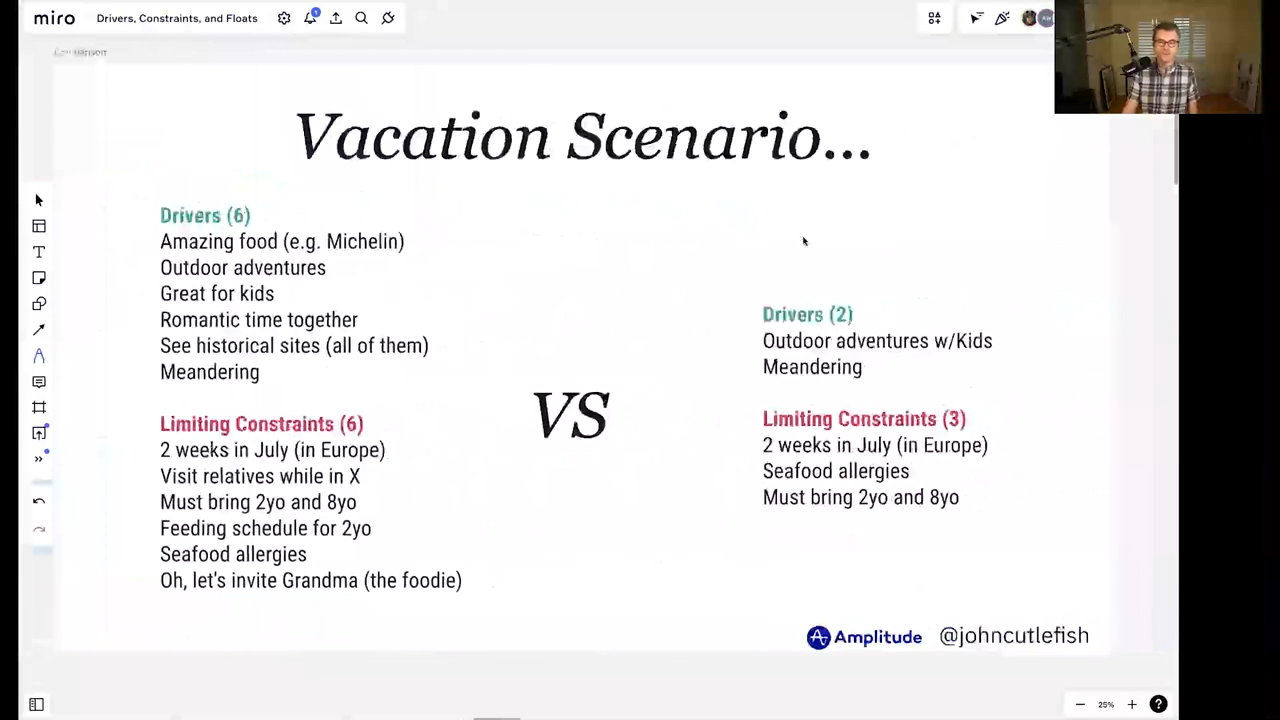 miro
Drivers, Constraints, and Floats
Comparison
Vacation Scenario...
Drivers (6)
Amazing food (e.g. Michelin)
Outdoor adventures
Great for kids
Romantic time together
See historical sites (all of them)
Meandering
Limiting Constraints (6)
2 weeks in July (in Europe)
Visit relatives while in X
Must bring 2yo and 8yo
Feeding schedule for 2yo
Seafood allergies
Oh, let's invite Grandma (the foodie)
VS
Drivers (2)
Outdoor adventures w/Kids
Meandering
Limiting Constraints (3)
2 weeks in July (in Europe)
Seafood allergies
Must bring 2yo and 8yo
Amplitude @johncutlefish
25%